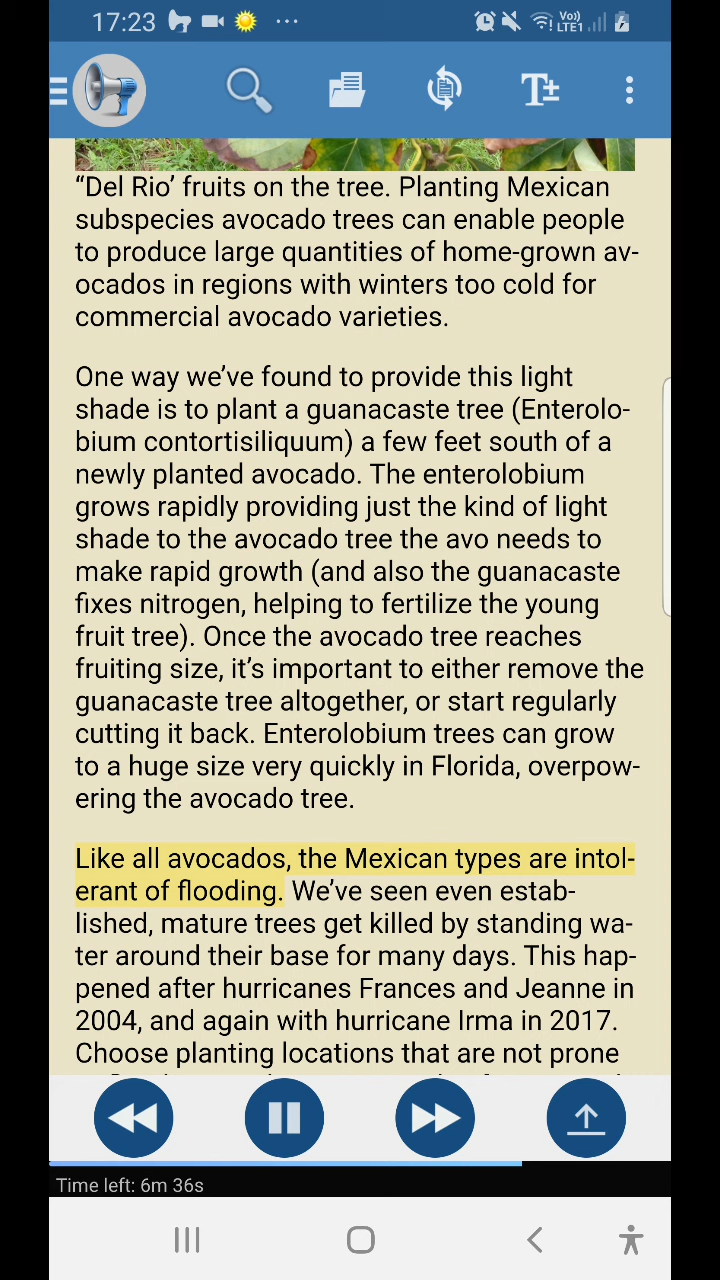 17:23
Vo))
LTE1
T±
“Del Rio’ fruits on the tree. Planting Mexican
subspecies avocado trees can enable people
to produce large quantities of home-grown av-
ocados in regions with winters too cold for
commercial avocado varieties.
One way we’ve found to provide this light
shade is to plant a guanacaste tree (Enterolo-
bium contortisiliquum) a few feet south of a
newly planted avocado. The enterolobium
grows rapidly providing just the kind of light
shade to the avocado tree the avo needs to
make rapid growth (and also the guanacaste
fixes nitrogen, helping to fertilize the young
fruit tree). Once the avocado tree reaches
fruiting size, it’s important to either remove the
guanacaste tree altogether, or start regularly
cutting it back. Enterolobium trees can grow
to a huge size very quickly in Florida, overpow-
ering the avocado tree.
Like all avocados, the Mexican types are intol-
erant of flooding. We’ve seen even estab-
lished, mature trees get killed by standing wa-
ter around their base for many days. This hap-
pened after hurricanes Frances and Jeanne in
2004, and again with hurricane Irma in 2017.
Choose planting locations that are not prone
Time left: 6m 36s